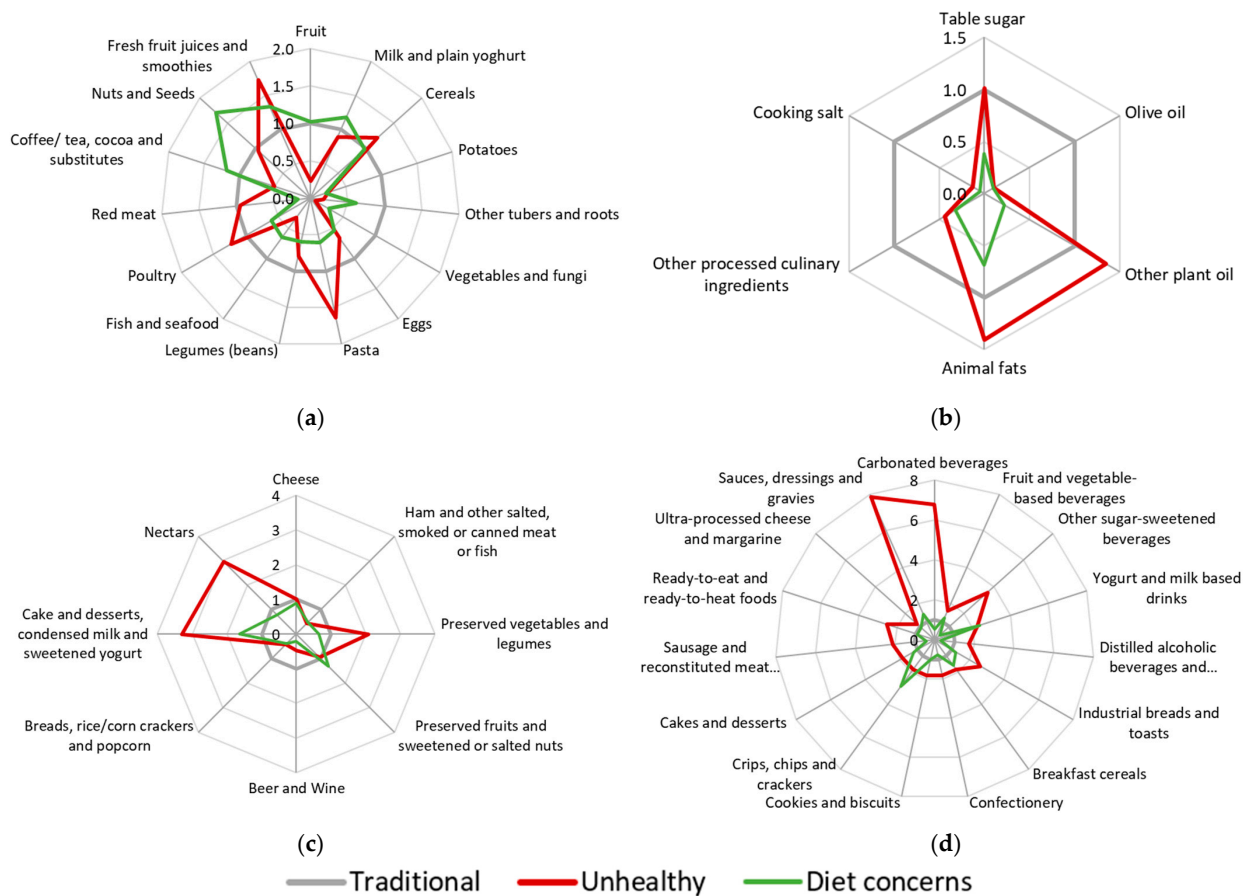 Fruit
2.0
1.5
1.0
0.5
0.0
Milk and plain yoghurt
Cereals
Potatoes
Other tubers and roots
Vegetables and fungi
Eggs
Pasta
Legumes (beans)
Fish and seafood
Poultry
Red meat
Coffee/ tea, cocoa and
substitutes
Nuts and Seeds
Fresh fruit juices and
smoothies
(a)
Table sugar
1.5
1.0
0.5
0.0
Olive oil
Other plant oil
Animal fats
Other processed culinary
ingredients
Cooking salt
(b)
Cheese
4
3
2
1
0
Ham and other salted,
smoked or canned meat
or fish
Preserved vegetables and
legumes
Preserved fruits and
sweetened or salted nuts
Beer and Wine
Breads, rice/corn crackers
and popcorn
Cake and desserts,
condensed milk and
sweetened yogurt
Nectars
(c)
Carbonated beverages
8
6
4
2
0
Fruit and vegetable-
based beverages
Other sugar-sweetened
beverages
Yogurt and milk based
drinks
Distilled alcoholic
beverages and...
Industrial breads and
toasts
Breakfast cereals
Confectionery
Cookies and biscuits
Crips, chips and
crackers
Cakes and desserts
Sausage and
reconstituted meat...
Ready-to-eat and
ready-to-heat foods
Ultra-processed cheese
and margarine
Sauces, dressings and
gravies
(d)
Traditional
Unhealthy
Diet concerns